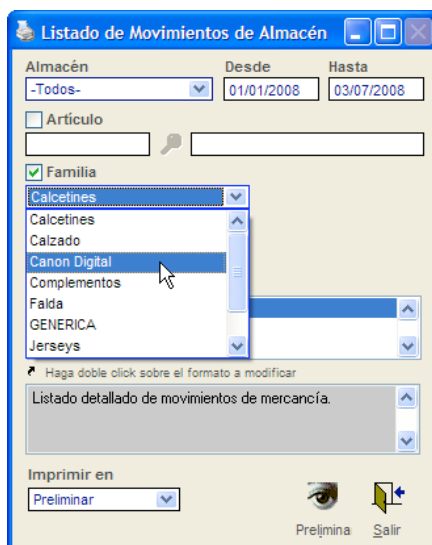 Listado de Movimientos de Almacén
Almacén Desde Hasta
-Todos- 01/01/2008 03/07/2008
Artículo
Familia
Calcetines
Calcetines
Calzado
Canon Digital
Complementos
Falda
GENERICA
Jerseys
Haga doble click sobre el formato a modificar
Listado detallado de movimientos de mercancía.
Imprimir en
Preliminar
Prelimina Salir